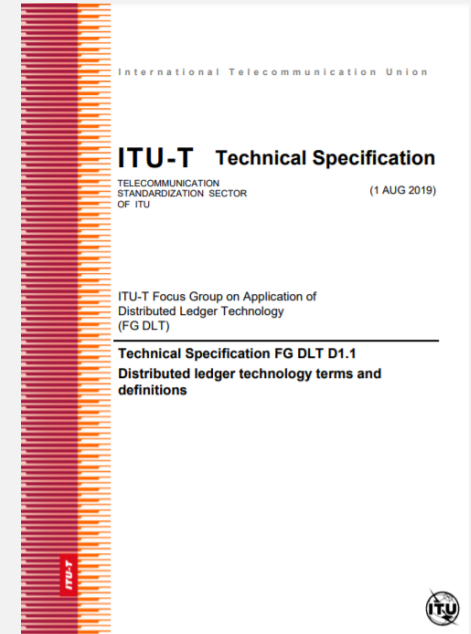 International Telecommunication Union
ITU-T Technical Specification
TELECOMMUNICATION
STANDARDIZATION SECTOR
OF ITU
(1 AUG 2019)
ITU-T Focus Group on Application of
Distributed Ledger Technology
(FG DLT)
Technical Specification FG DLT D1.1
Distributed ledger technology terms and
definitions
ITU-T
ITU